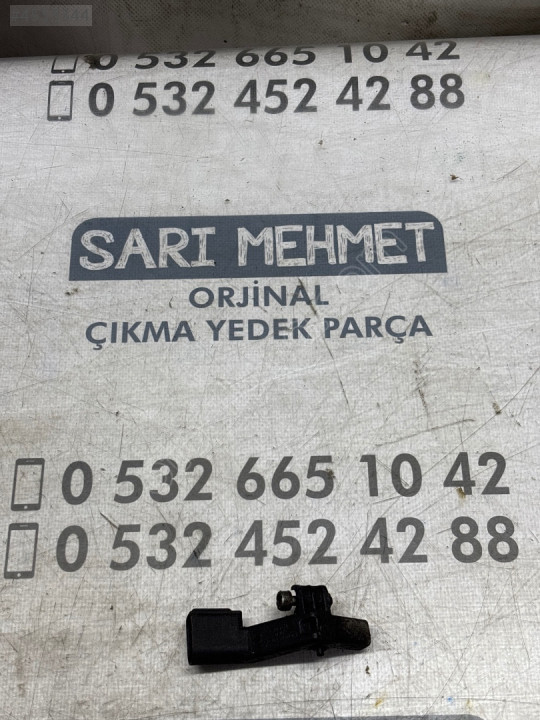 0 532 665 10 42
0 532 452 42 88
SARI MEHMET
ORJİNAL
ÇIKMA YEDEK PARÇA
0 532 665 10 42
0 532 452 42 88